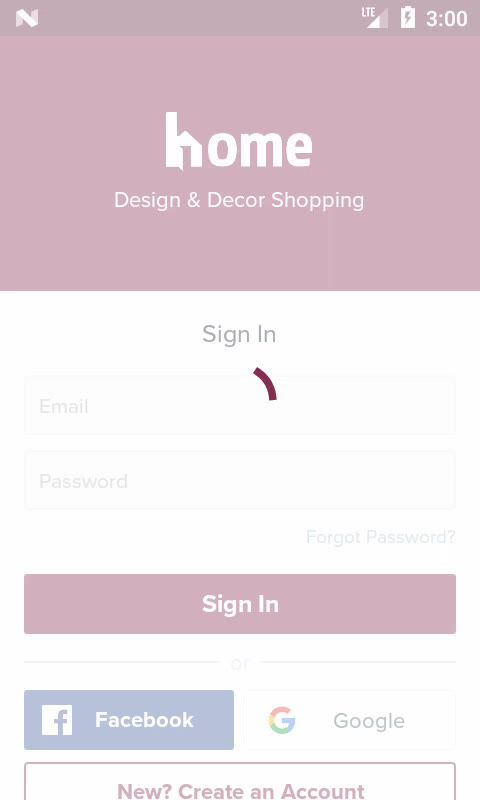 LTE 3:00
home
Design & Decor Shopping
Sign In
Email
Password
Forgot Password?
Sign In
or
Facebook
Google
New? Create an Account